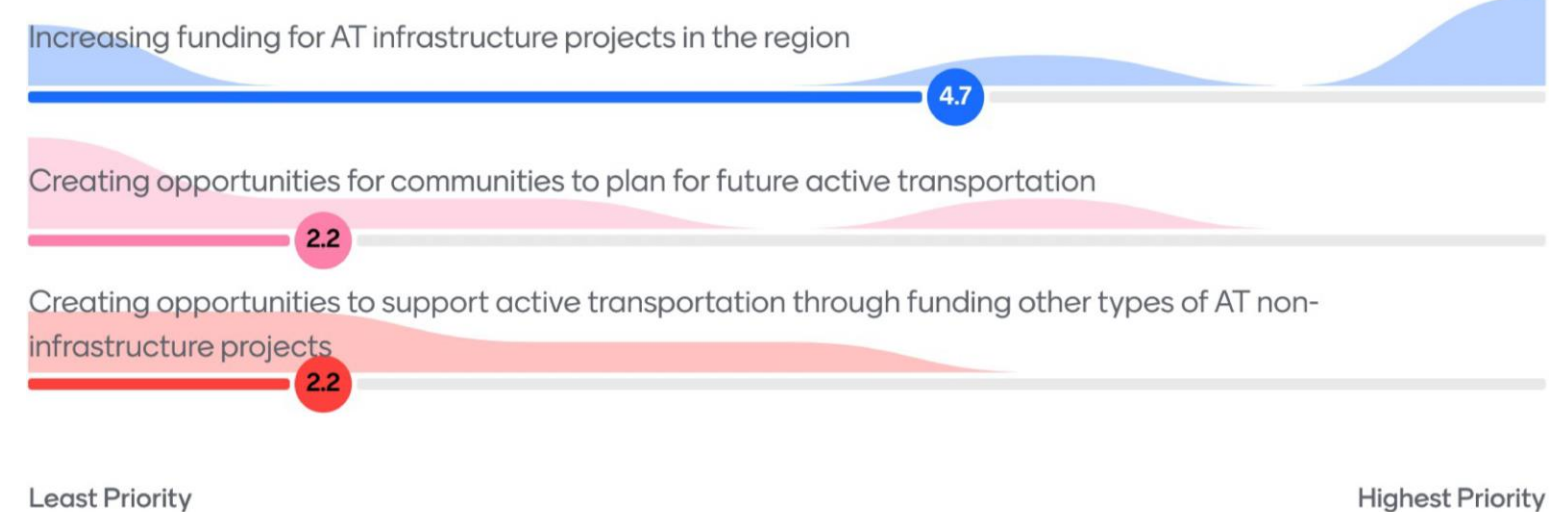 Increasing funding for AT infrastructure projects in the region
4.7
Creating opportunities for communities to plan for future active transportation
2.2
Creating opportunities to support active transportation through funding other types of AT non-
infrastructure projects
2.2
Least Priority
Highest Priority